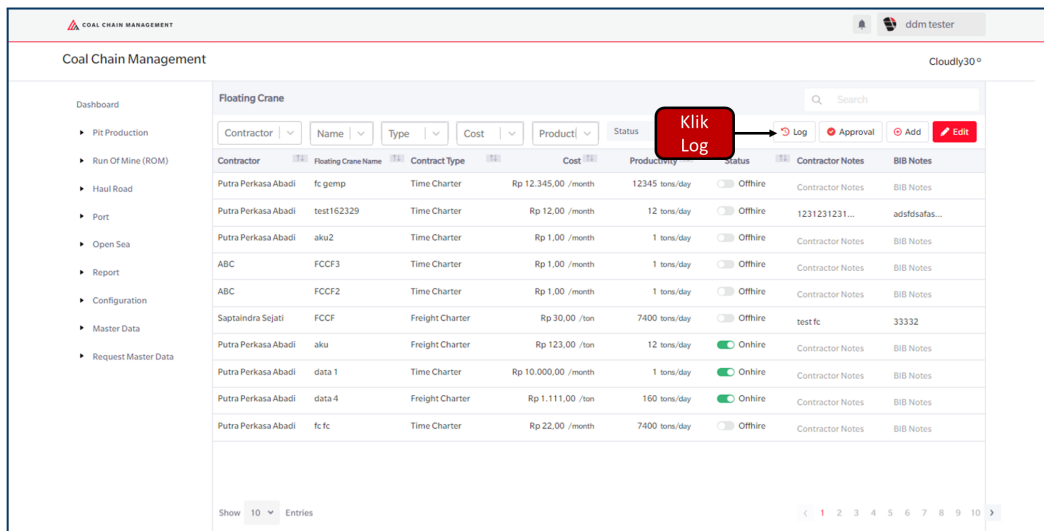 COAL CHAIN MANAGEMENT
ddm tester
Coal Chain Management
Cloudly30°
Dashboard
Pit Production
Run Of Mine (ROM)
Haul Road
Port
Open Sea
Report
Configuration
Master Data
Request Master Data
Floating Crane
Search
Contractor Name Type Cost Producti Status
Klik
Log
Log Approval Add Edit
Contractor Floating Crane Name Contract Type Cost Productivity Status Contractor Notes BIB Notes
Putra Perkasa Abadi fc gemp Time Charter Rp 12.345,00 /month 12345 tons/day Offhire Contractor Notes BIB Notes
Putra Perkasa Abadi test162329 Time Charter Rp 12,00 /month 12 tons/day Offhire 1231231231... adsfdsafas...
Putra Perkasa Abadi aku2 Time Charter Rp 1,00 /month 1 tons/day Offhire Contractor Notes BIB Notes
ABC FCCF3 Time Charter Rp 1,00 /month 1 tons/day Offhire Contractor Notes BIB Notes
ABC FCCF2 Time Charter Rp 1,00 /month 1 tons/day Offhire Contractor Notes BIB Notes
Saptaindra Sejati FCCF Freight Charter Rp 30,00 /ton 7400 tons/day Offhire test fc 33332
Putra Perkasa Abadi aku Freight Charter Rp 123,00 /ton 12 tons/day Onhire Contractor Notes BIB Notes
Putra Perkasa Abadi data 1 Time Charter Rp 10.000,00 /month 1 tons/day Onhire Contractor Notes BIB Notes
Putra Perkasa Abadi data 4 Freight Charter Rp 1.111,00 /ton 160 tons/day Onhire Contractor Notes BIB Notes
Putra Perkasa Abadi fc fc Time Charter Rp 22,00 /month 7400 tons/day Offhire Contractor Notes BIB Notes
Show 10 Entries
1 2 3 4 5 6 7 8 9 10